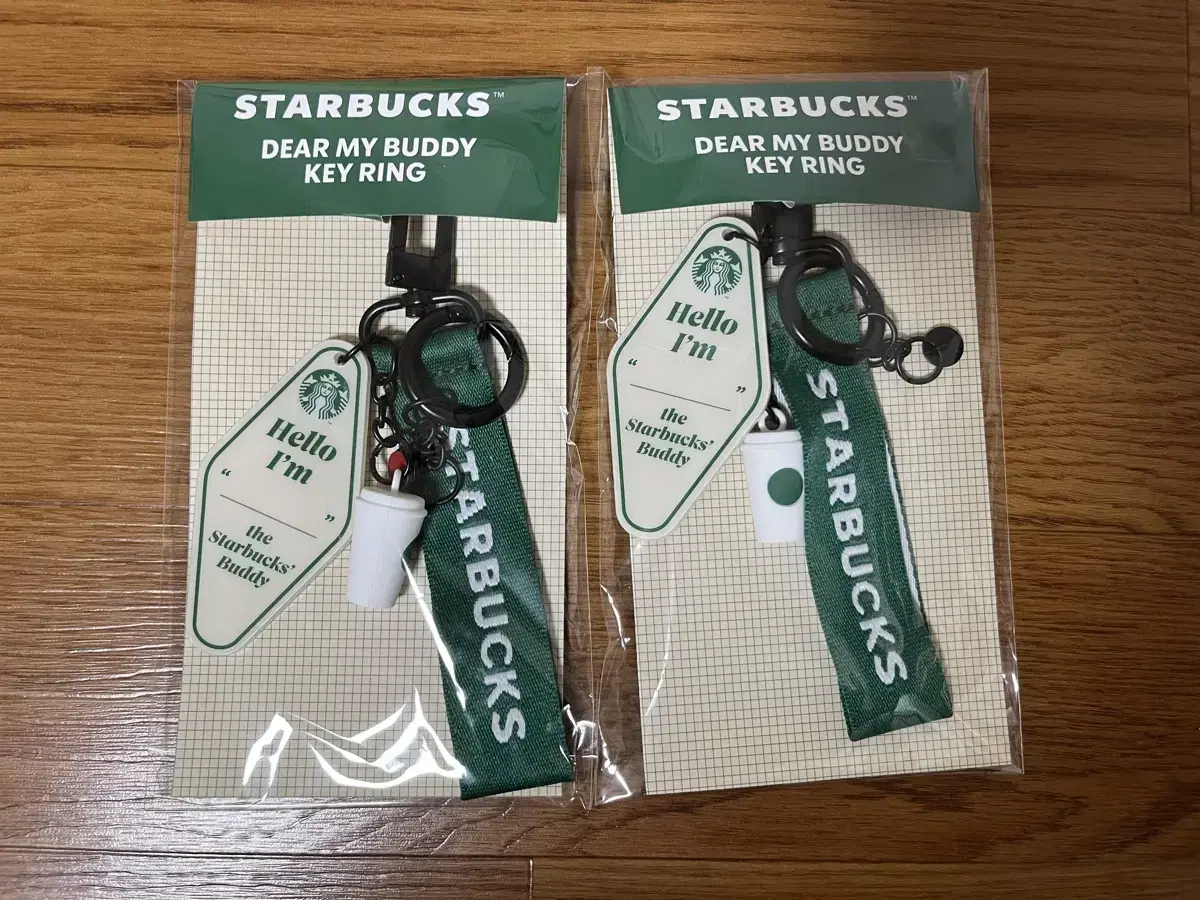 STARBUCKS™
DEAR MY BUDDY
KEY RING
Hello
I'm
“
”
the
Starbucks'
Buddy
STARBUCKS
STARBUCKS™
DEAR MY BUDDY
KEY RING
Hello
I'm
“
”
the
Starbucks'
Buddy
STARBUCKS